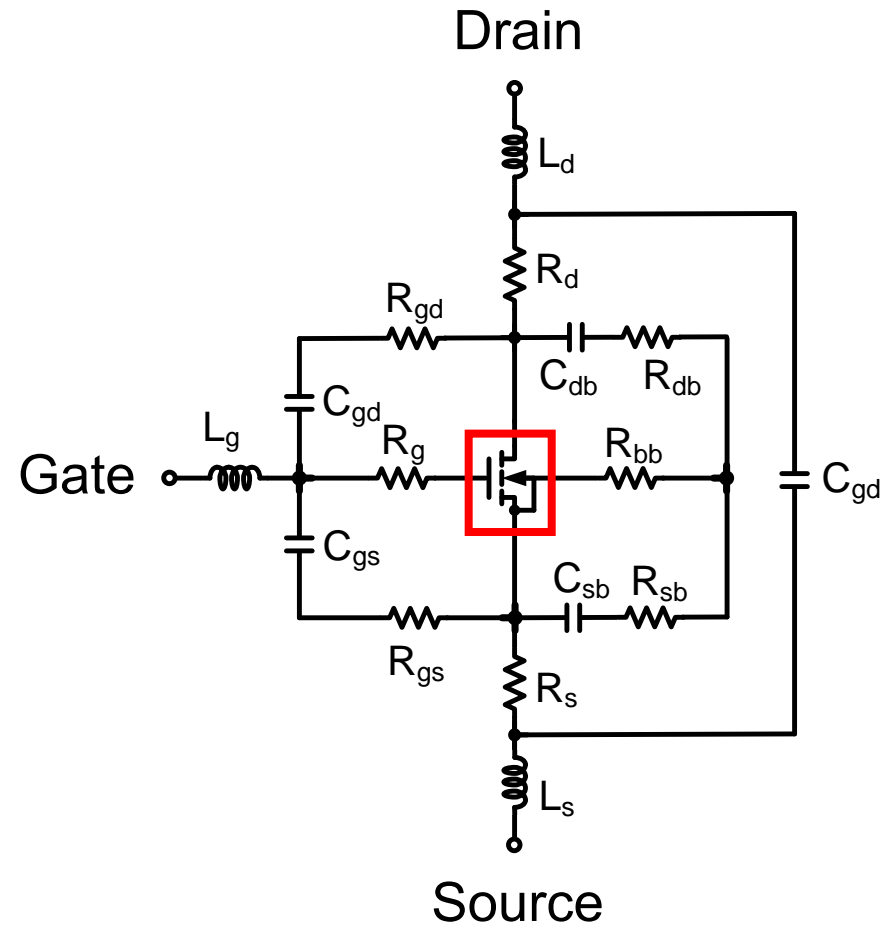 Drain
Ld
Rd
Rgd
Cdb
Rdb
Cgd
Lg
Rg
Rbb
Gate
Cgd
Cgs
Csb
Rsb
Rgs
Rs
Ls
Source